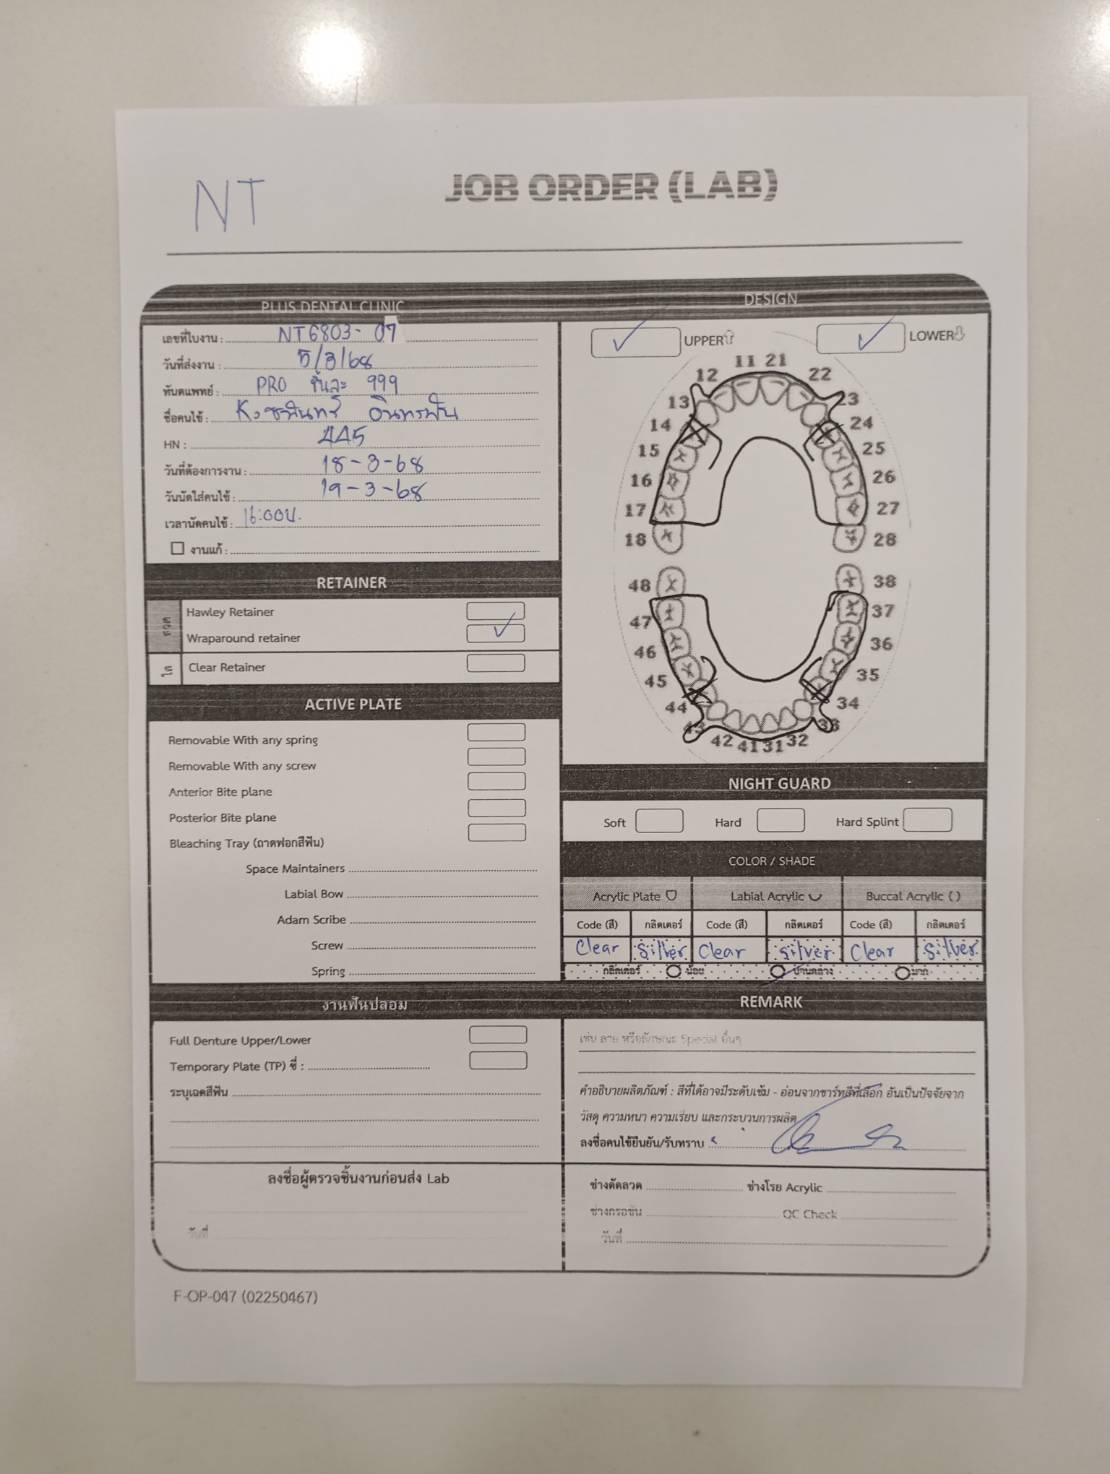 NT
JOB ORDER (LAB)
PLUS DENTAL CLINIC
เลขที่ใบงาน : NT6803-07
วันที่ส่งงาน : 5/3/68
ทันตแพทย์ : PRO ชิ้นละ 999
ชื่อคนไข้ :
HN : 445
วันที่ต้องการงาน : 18-3-68
วันนัดใส่คนไข้ : 19-3-68
เวลานัดคนไข้ : 16:00น.
งานแก้ :
RETAINER
ลวด
Hawley Retainer
Wraparound retainer
ใส
Clear Retainer
ACTIVE PLATE
Removable With any spring
Removable With any screw
Anterior Bite plane
Posterior Bite plane
Bleaching Tray (ถาดฟอกสีฟัน)
Space Maintainers
Labial Bow
Adam Scribe
Screw
Spring
งานฟันปลอม
Full Denture Upper/Lower
Temporary Plate (TP) ซี่ :
ระบุเฉดสีฟัน
ลงชื่อผู้ตรวจชิ้นงานก่อนส่ง Lab
วันที่
DESIGN
UPPER
LOWER
11 21
12 22
13 23
14 24
15 25
16 26
17 27
18 28
48 38
47 37
46 36
45 35
44 34
43 33
42 41 31 32
NIGHT GUARD
Soft Hard Hard Splint
COLOR / SHADE
Acrylic Plate Labial Acrylic Buccal Acrylic ( )
Code (สี) กลิตเตอร์ Code (สี) กลิตเตอร์ Code (สี) กลิตเตอร์
Clear Silver Clear Silver Clear Silver
กลิตเตอร์ น้อย ปานกลาง มาก
REMARK
เช่น ลาย หรือลักษณะ Special อื่นๆ
คำอธิบายผลิตภัณฑ์ : สีที่ได้อาจมีระดับเข้ม - อ่อนจากชาร์ทสีที่เลือก อันเป็นปัจจัยจาก
วัสดุ ความหนา ความเรียบ และกระบวนการผลิต
ลงชื่อคนไข้ยืนยัน/รับทราบ
ช่างดัดลวด ช่างโรย Acrylic
ช่างกรอขัด QC Check
วันที่
F-OP-047 (02250467)